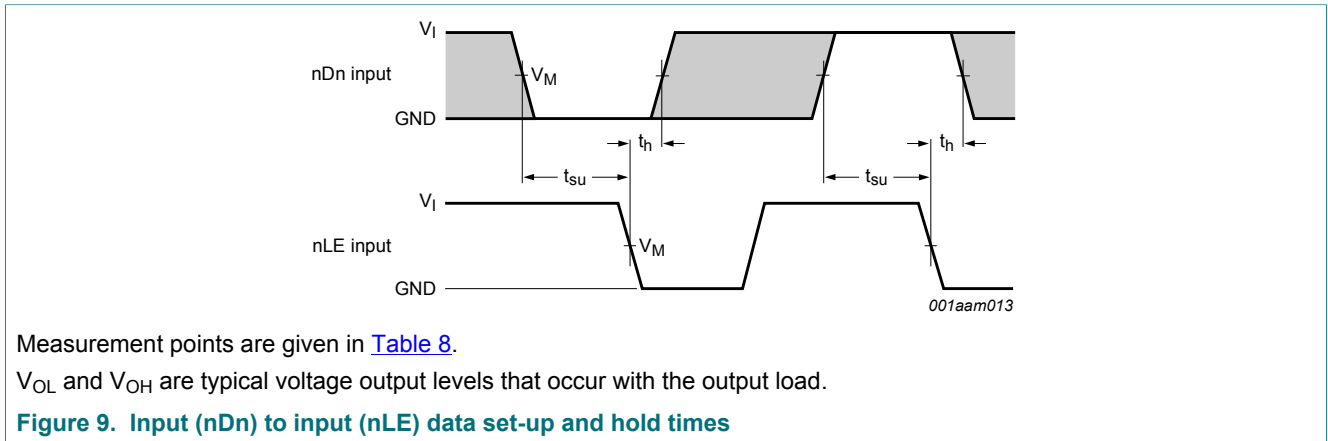 V_I
nDn input
V_M
GND
t_h
t_h
t_su
t_su
V_I
nLE input
V_M
GND
001aam013
Measurement points are given in Table 8.
V_OL and V_OH are typical voltage output levels that occur with the output load.
Figure 9. Input (nDn) to input (nLE) data set-up and hold times